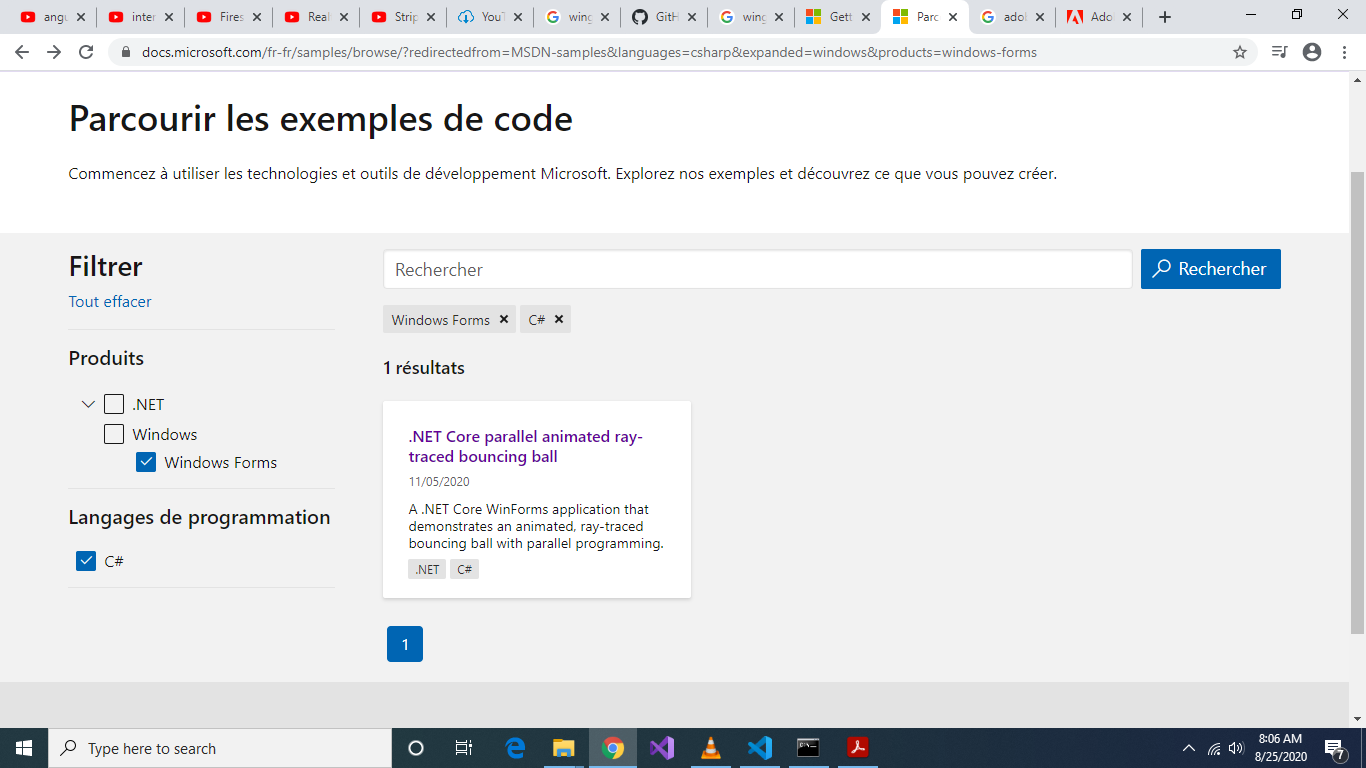 angu
inter
Fires
Real
Strip
YouT
wing
GitH
wing
Gett
Parc
adol
Ado
docs.microsoft.com/fr-fr/samples/browse/?redirectedfrom=MSDN-samples&languages=csharp&expanded=windows&products=windows-forms
Parcourir les exemples de code
Commencez à utiliser les technologies et outils de développement Microsoft. Explorez nos exemples et découvrez ce que vous pouvez créer.
Filtrer
Tout effacer
Rechercher
Rechercher
Windows Forms
C#
1 résultats
Produits
.NET
Windows
Windows Forms
Langages de programmation
C#
.NET Core parallel animated ray-
traced bouncing ball
11/05/2020
A .NET Core WinForms application that
demonstrates an animated, ray-traced
bouncing ball with parallel programming.
.NET
C#
1
Type here to search
8:06 AM
8/25/2020
7